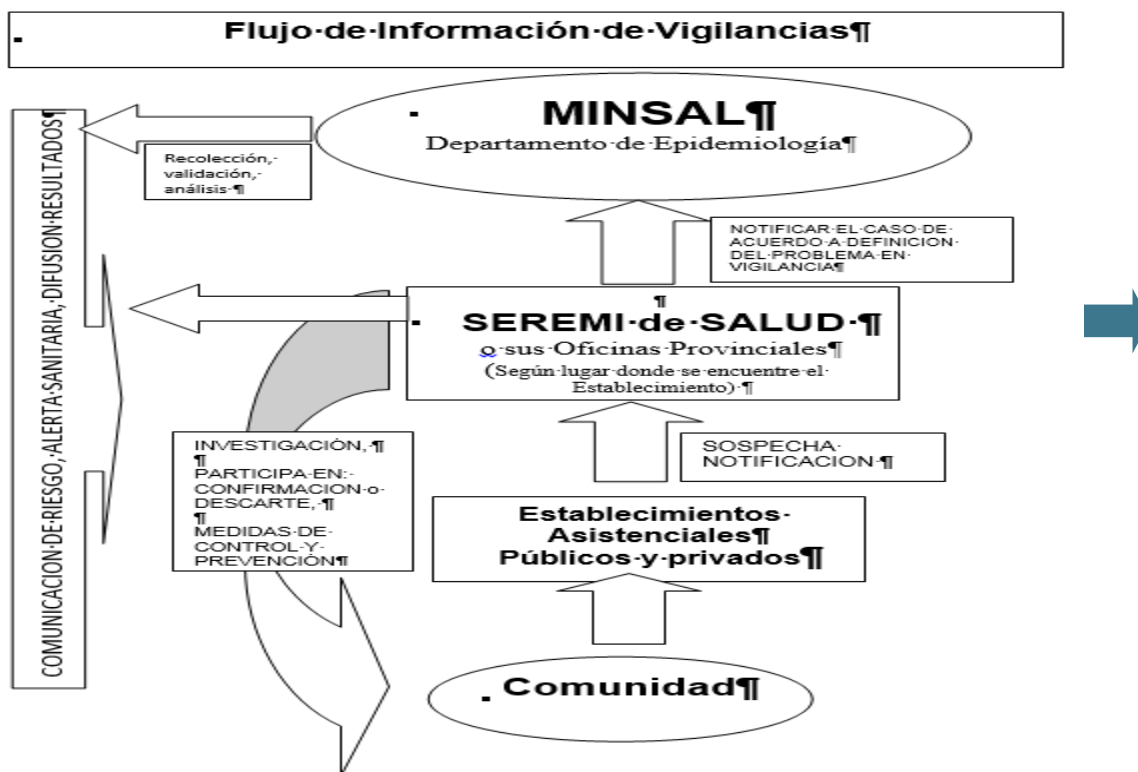 Flujo·de·Información·de·Vigilancias¶
MINSAL¶
Departamento·de·Epidemiología¶
Recolección,·
validación,·
análisis·¶
NOTIFICAR·EL·CASO·DE·
ACUERDO·A·DEFINICION·
DEL·PROBLEMA·EN·
VIGILANCIA¶
COMUNICACION·DE·RIESGO,·ALERTA·SANITARIA,·DIFUSION·RESULTADOS¶
¶
SEREMI·de·SALUD·¶
o·sus·Oficinas·Provinciales¶
(Según·lugar·donde·se·encuentre·el·
Establecimiento)·¶
INVESTIGACIÓN,·¶
¶
PARTICIPA·EN:·
CONFIRMACION·o·
DESCARTE,·¶
¶
MEDIDAS·DE·
CONTROL·Y·
PREVENCIÓN¶
SOSPECHA·
NOTIFICACION·¶
Establecimientos·
Asistenciales¶
Públicos·y·privados¶
Comunidad¶